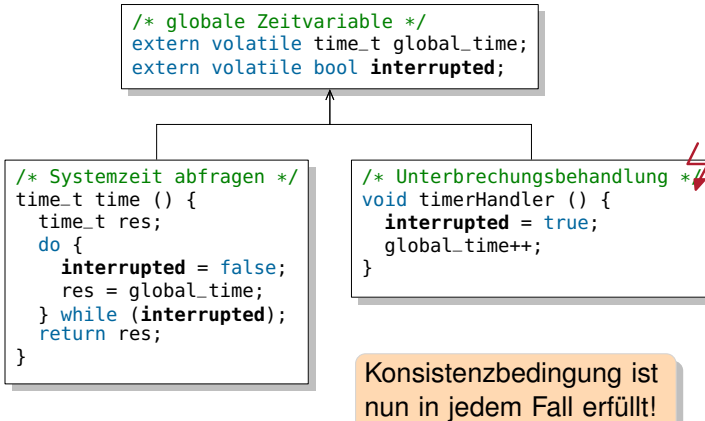 /* globale Zeitvariable */
extern volatile time_t global_time;
extern volatile bool interrupted;
/* Systemzeit abfragen */
time_t time () {
  time_t res;
  do {
    interrupted = false;
    res = global_time;
  } while (interrupted);
  return res;
}
/* Unterbrechungsbehandlung */
void timerHandler () {
  interrupted = true;
  global_time++;
}
Konsistenzbedingung ist
nun in jedem Fall erfüllt!